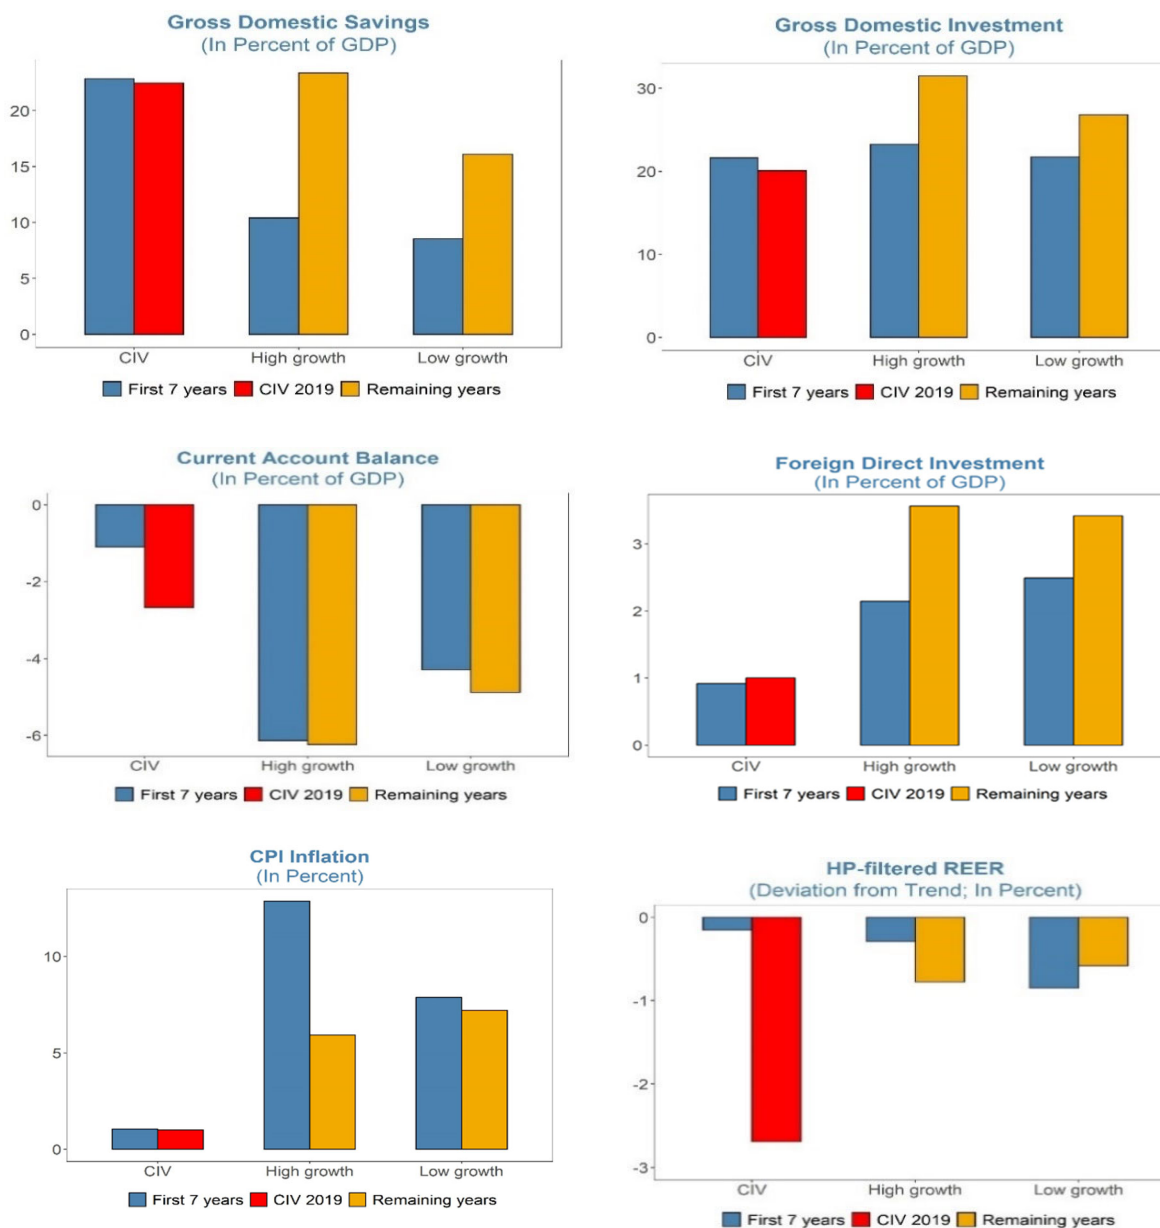 Gross Domestic Savings
(In Percent of GDP)
20
15
10
5
0
CIV High growth Low growth
First 7 years CIV 2019 Remaining years
Gross Domestic Investment
(In Percent of GDP)
30
20
10
0
CIV High growth Low growth
First 7 years CIV 2019 Remaining years
Current Account Balance
(In Percent of GDP)
0
-2
-4
-6
CIV High growth Low growth
First 7 years CIV 2019 Remaining years
Foreign Direct Investment
(In Percent of GDP)
3
2
1
0
CIV High growth Low growth
First 7 years CIV 2019 Remaining years
CPI Inflation
(In Percent)
10
5
0
CIV High growth Low growth
First 7 years CIV 2019 Remaining years
HP-filtered REER
(Deviation from Trend; In Percent)
0
-1
-2
-3
CIV High growth Low growth
First 7 years CIV 2019 Remaining years